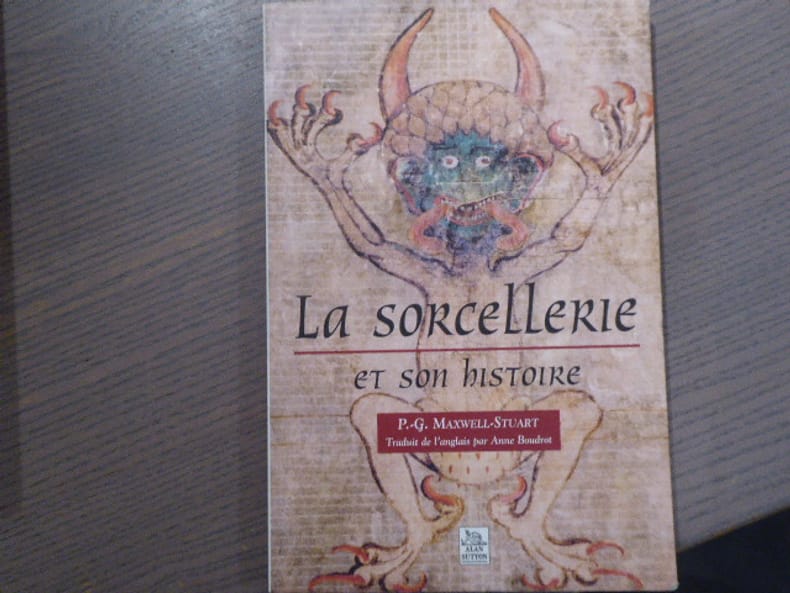 La sorcellerie
et son histoire
P.-G. Maxwell-Stuart
Traduit de l'anglais par Anne Boudrot
ALAN
SUTTON